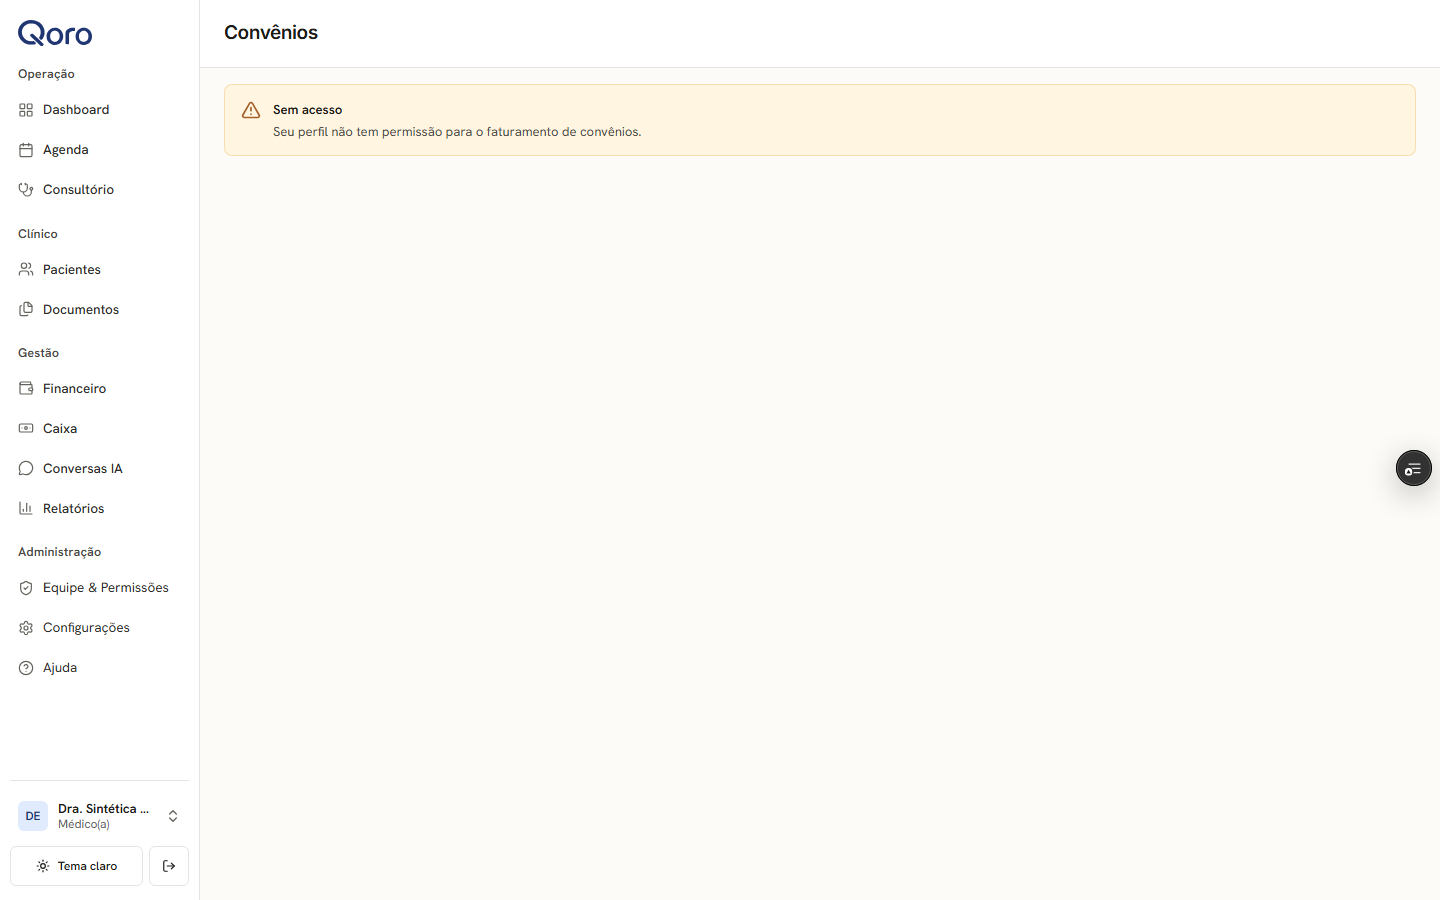 Qoro
Operação
Dashboard
Agenda
Consultório
Clínico
Pacientes
Documentos
Gestão
Financeiro
Caixa
Conversas IA
Relatórios
Administração
Equipe & Permissões
Configurações
Ajuda
DE
Dra. Sintética ...
Médico(a)
Tema claro
Convênios
Sem acesso
Seu perfil não tem permissão para o faturamento de convênios.